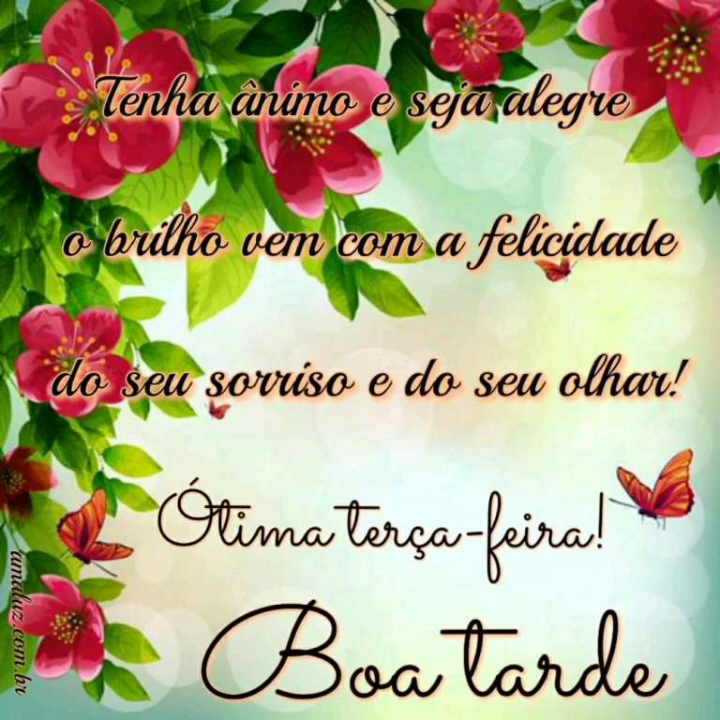 Tenha ânimo e seja alegre
o brilho vem com a felicidade
do seu sorriso e do seu olhar!
Ótima terça-feira!
Boa tarde
umaluz.com.br